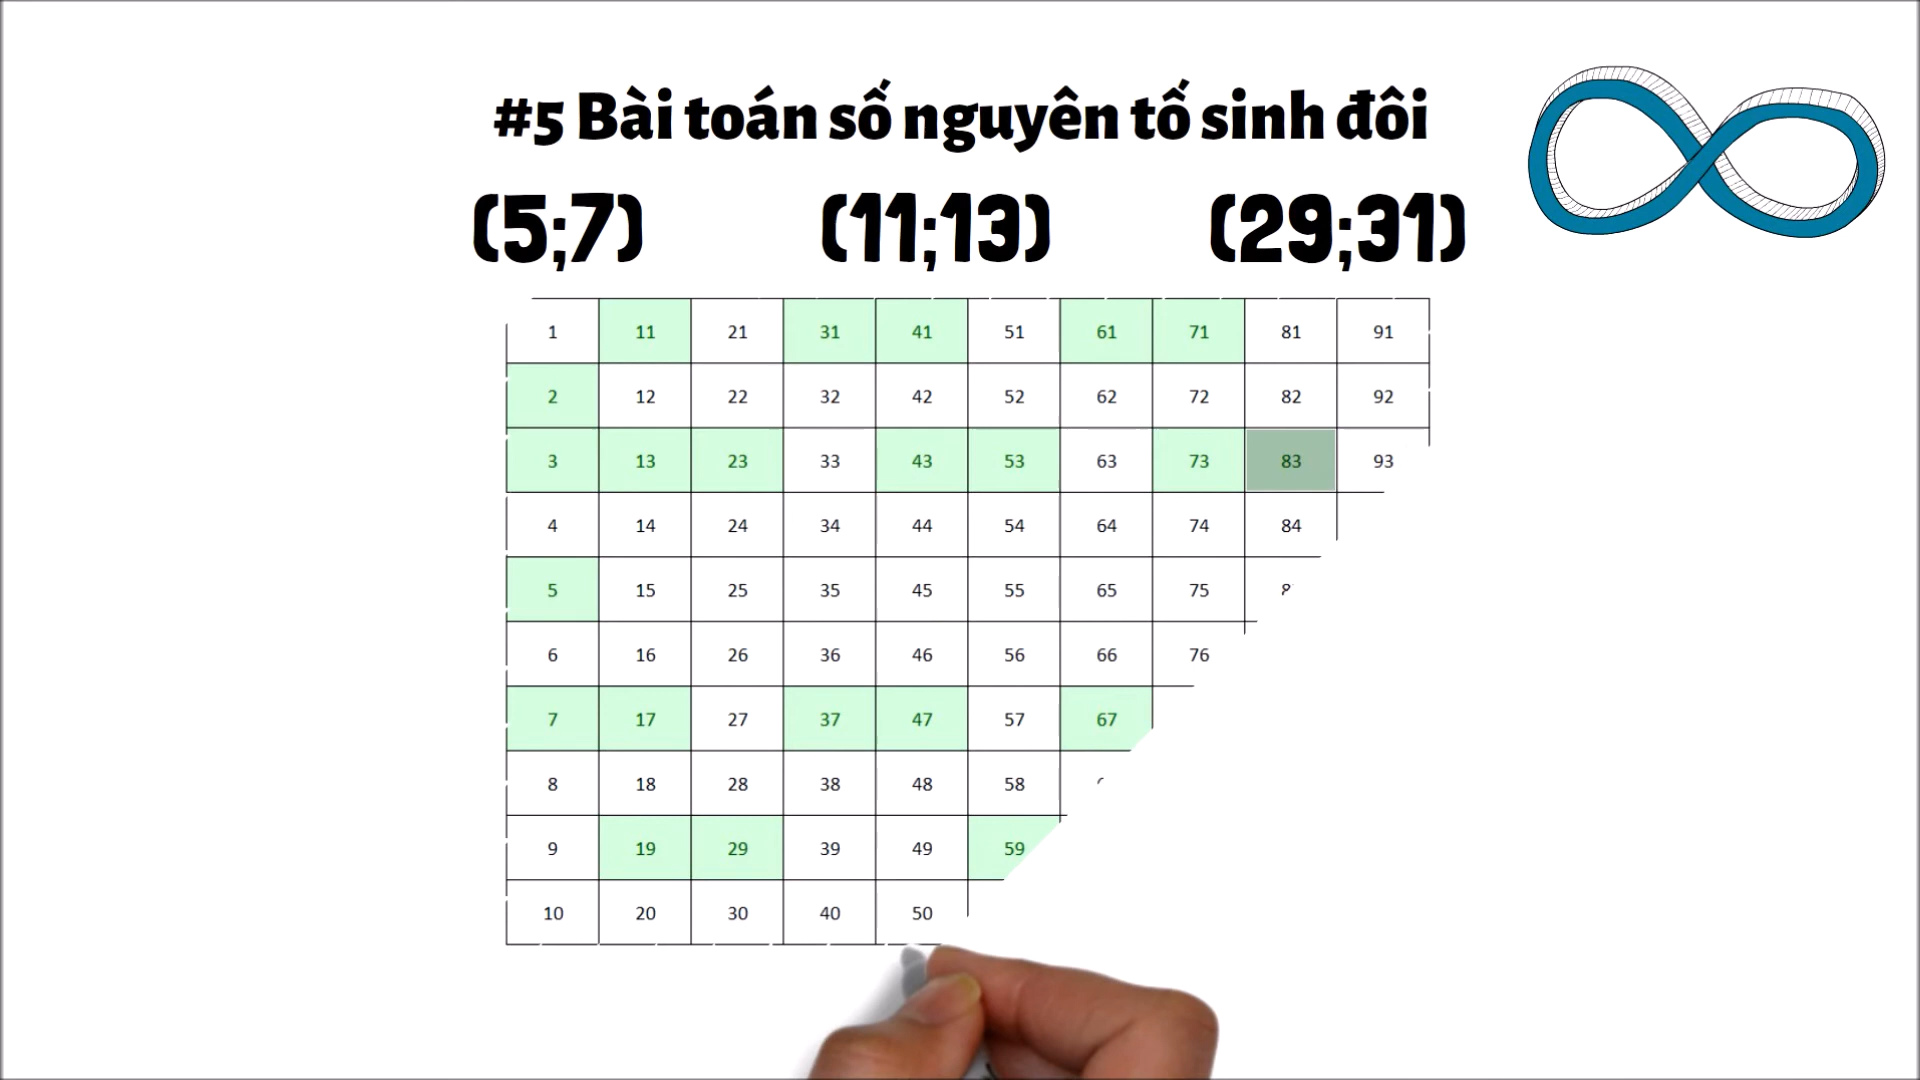 #5 Bài toán số nguyên tố sinh đôi
(5;7) (11;13) (29;31)
1 11 21 31 41 51 61 71 81 91
2 12 22 32 42 52 62 72 82 92
3 13 23 33 43 53 63 73 83 93
4 14 24 34 44 54 64 74 84
5 15 25 35 45 55 65 75
6 16 26 36 46 56 66 76
7 17 27 37 47 57 67
8 18 28 38 48 58
9 19 29 39 49 59
10 20 30 40 50